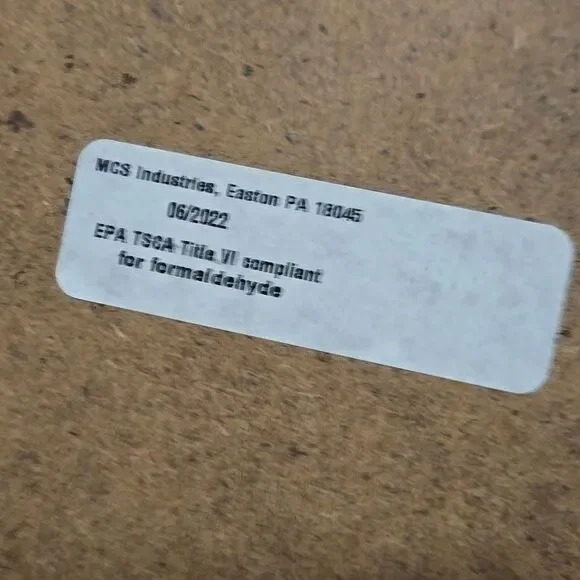 MCS Industries, Easton PA 18045
06/2022
EPA TSCA Title VI compliant
for formaldehyde